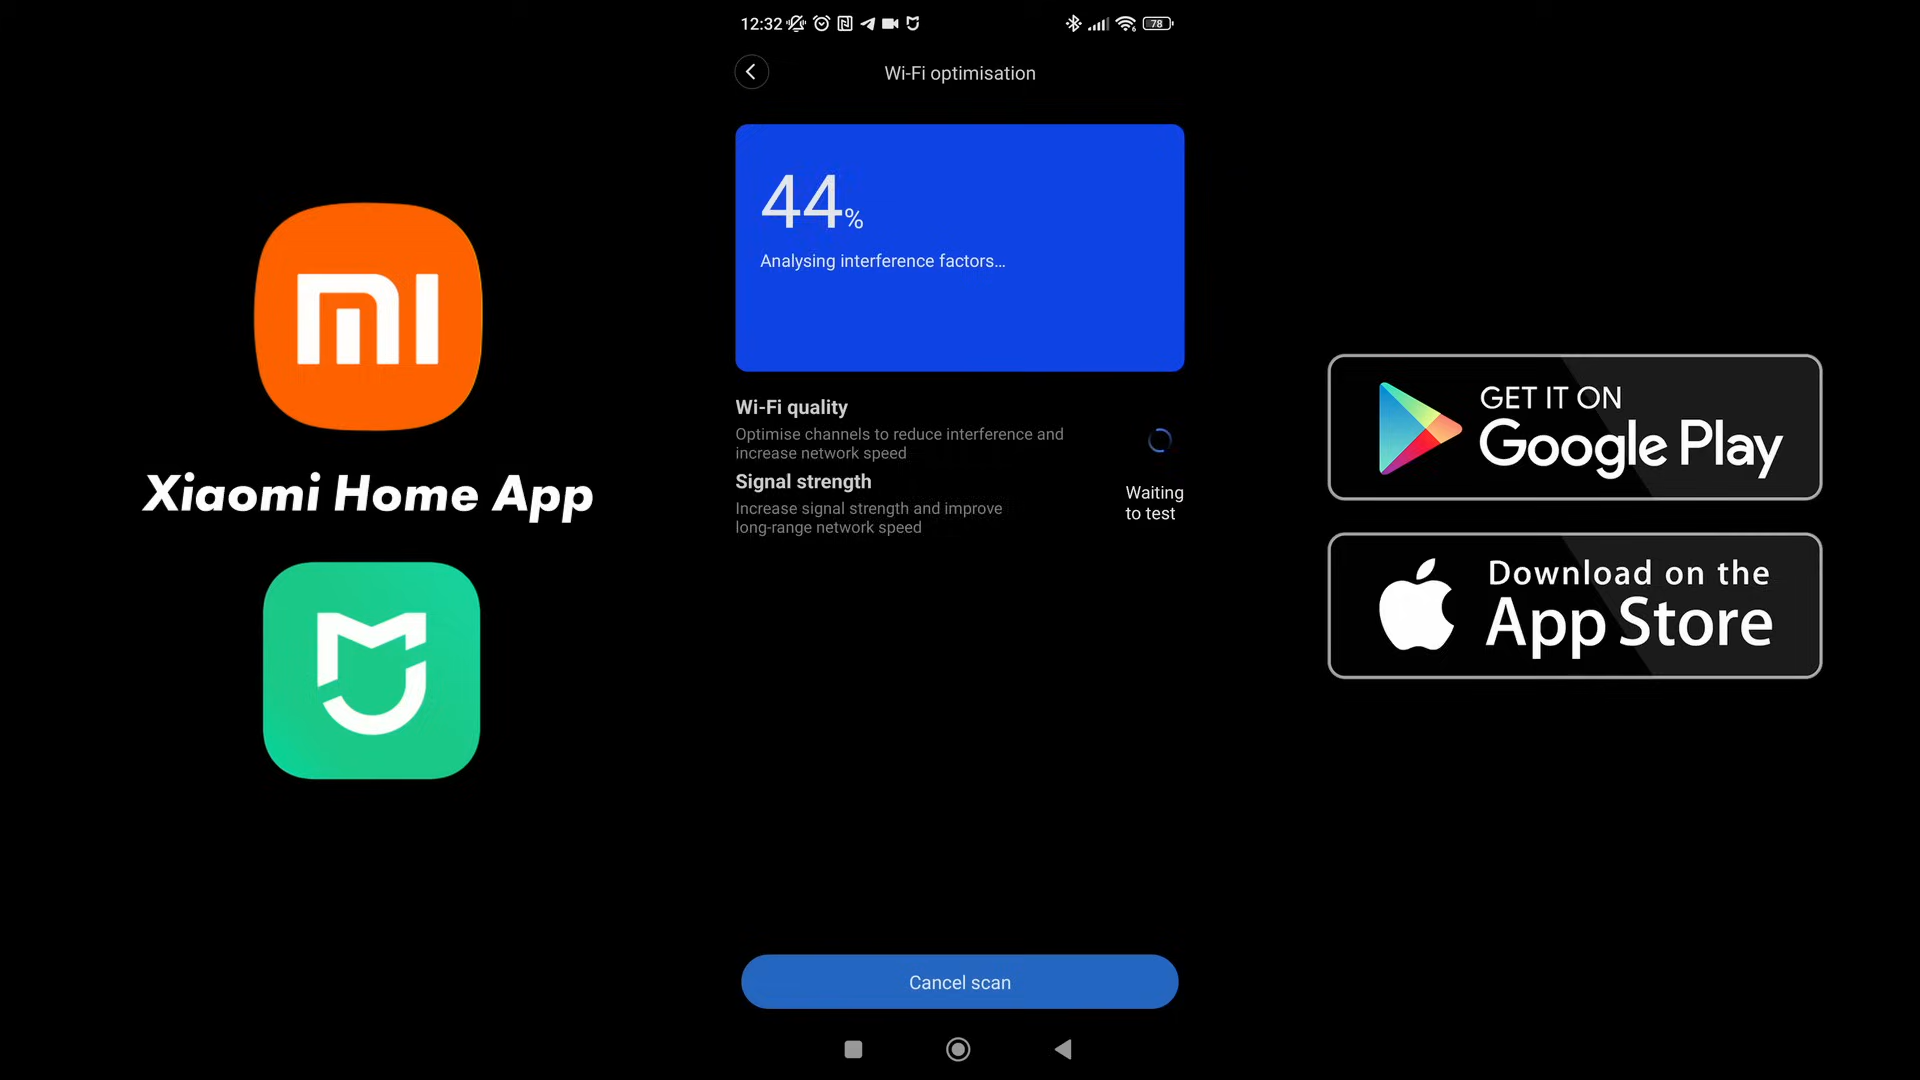 12:32
78
Wi-Fi optimisation
44%
Analysing interference factors...
Wi-Fi quality
Optimise channels to reduce interference and
increase network speed
Signal strength
Increase signal strength and improve
long-range network speed
Waiting
to test
Cancel scan
mi
Xiaomi Home App
GET IT ON
Google Play
Download on the
App Store